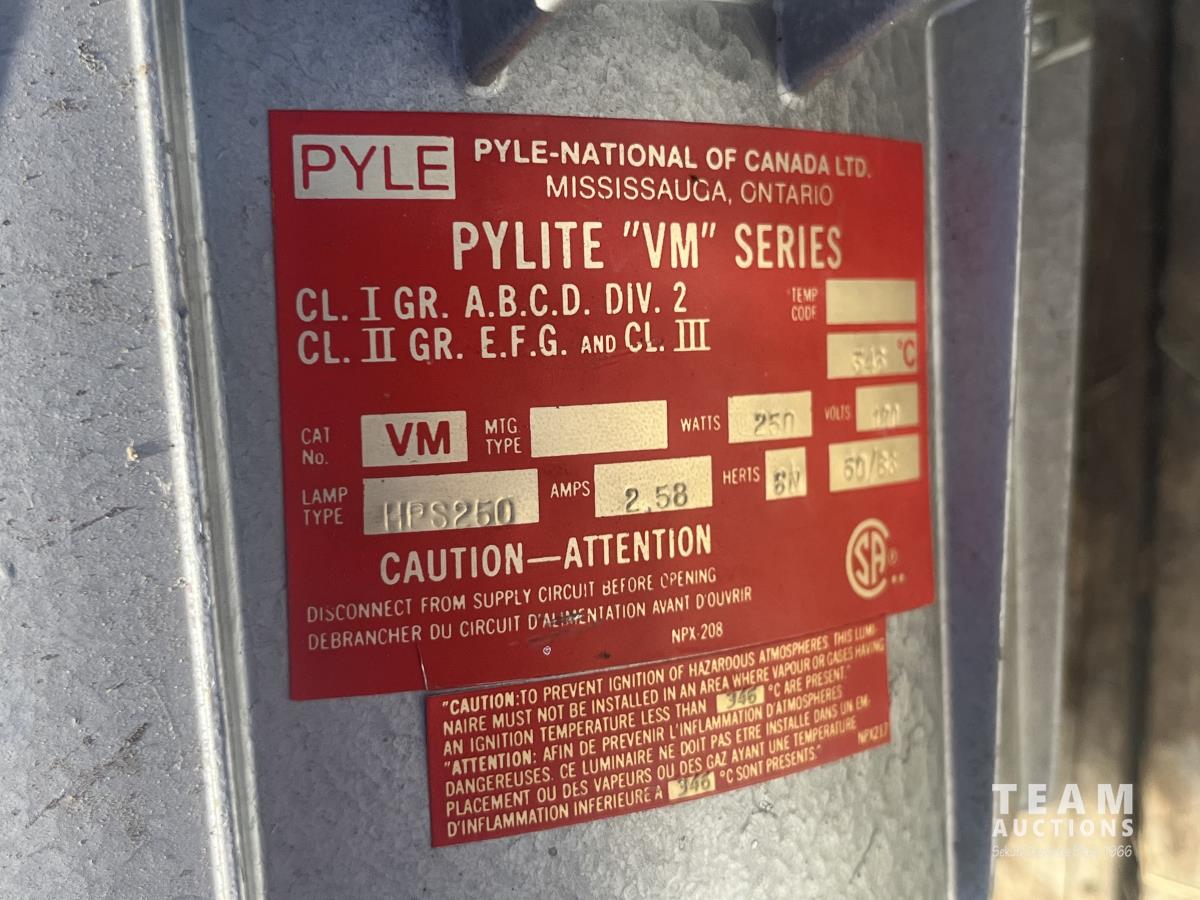 PYLE
PYLE-NATIONAL OF CANADA LTD.
MISSISSAUGA, ONTARIO
PYLITE "VM" SERIES
CL. I GR. A.B.C.D. DIV. 2
CL. II GR. E.F.G. AND CL. III
TEMP CODE
°C
CAT No. VM MTG TYPE WATTS 250 VOLTS
LAMP TYPE HPS250 AMPS 2.58 HERTS
CAUTION—ATTENTION
DISCONNECT FROM SUPPLY CIRCUIT BEFORE OPENING
DEBRANCHER DU CIRCUIT D'ALIMENTATION AVANT D'OUVRIR
NPX-208
SA ®
"CAUTION: TO PREVENT IGNITION OF HAZARDOUS ATMOSPHERES THIS LUMI-
NAIRE MUST NOT BE INSTALLED IN AN AREA WHERE VAPOUR OR GASES HAVING
AN IGNITION TEMPERATURE LESS THAN 346 °C ARE PRESENT."
"ATTENTION: AFIN DE PREVENIR L'INFLAMMATION D'ATMOSPHERES
DANGEREUSES. CE LUMINAIRE NE DOIT PAS ETRE INSTALLE DANS UN EM-
PLACEMENT OU DES VAPEURS OU DES GAZ AYANT UNE TEMPERATURE
D'INFLAMMATION INFERIEURE A 346 °C SONT PRESENTS."
NPX217
TEAM
AUCTIONS